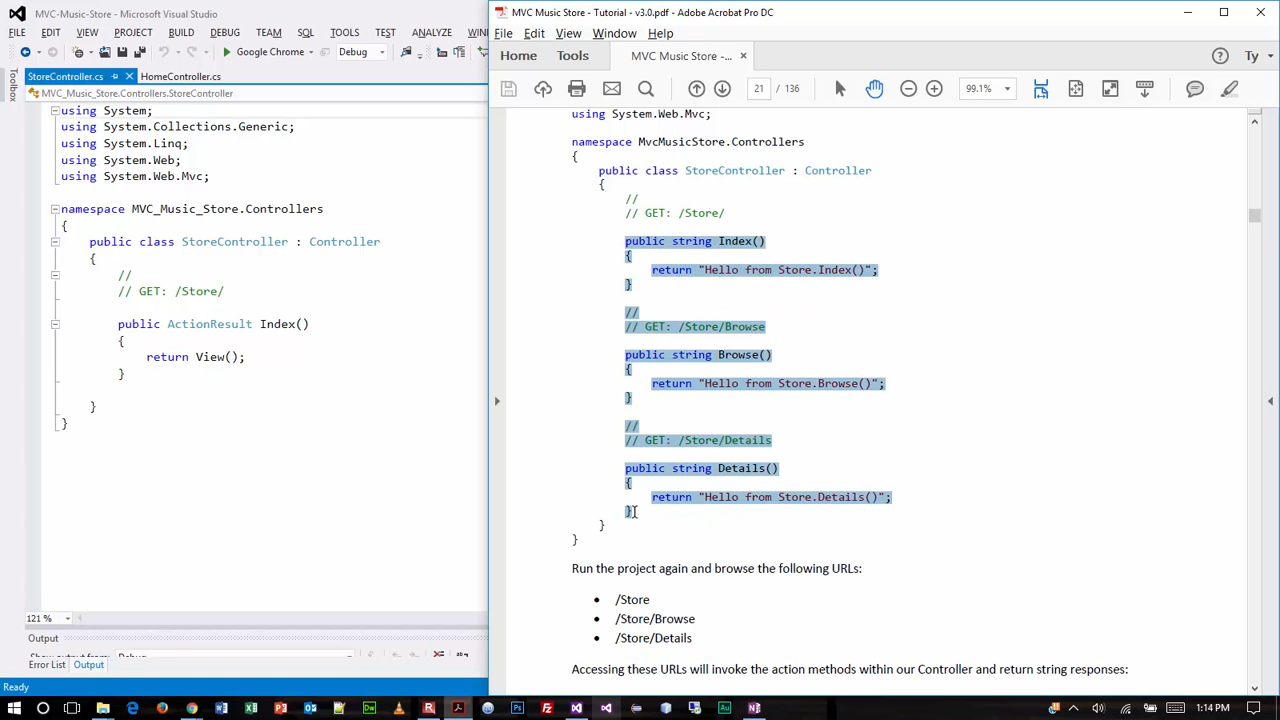 MVC-Music-Store - Microsoft Visual Studio
FILE EDIT VIEW PROJECT BUILD DEBUG TEAM SQL TOOLS TEST ANALYZE WIN
Google Chrome Debug
Toolbox
StoreController.cs HomeController.cs
MVC_Music_Store.Controllers.StoreController
using System;
using System.Collections.Generic;
using System.Linq;
using System.Web;
using System.Web.Mvc;
namespace MVC_Music_Store.Controllers
{
public class StoreController : Controller
{
//
// GET: /Store/
public ActionResult Index()
{
return View();
}
}
}
121 %
Output
Show output from: Debug
Error List Output
Ready
MVC Music Store - Tutorial - v3.0.pdf - Adobe Acrobat Pro DC
File Edit View Window Help
Home Tools MVC Music Store -... Ty
21 / 136 99.1%
using System.Web.Mvc;
namespace MvcMusicStore.Controllers
{
public class StoreController : Controller
{
//
// GET: /Store/
public string Index()
{
return "Hello from Store.Index()";
}
//
// GET: /Store/Browse
public string Browse()
{
return "Hello from Store.Browse()";
}
//
// GET: /Store/Details
public string Details()
{
return "Hello from Store.Details()";
}
}
}
Run the project again and browse the following URLs:
• /Store
• /Store/Browse
• /Store/Details
Accessing these URLs will invoke the action methods within our Controller and return string responses:
1:14 PM